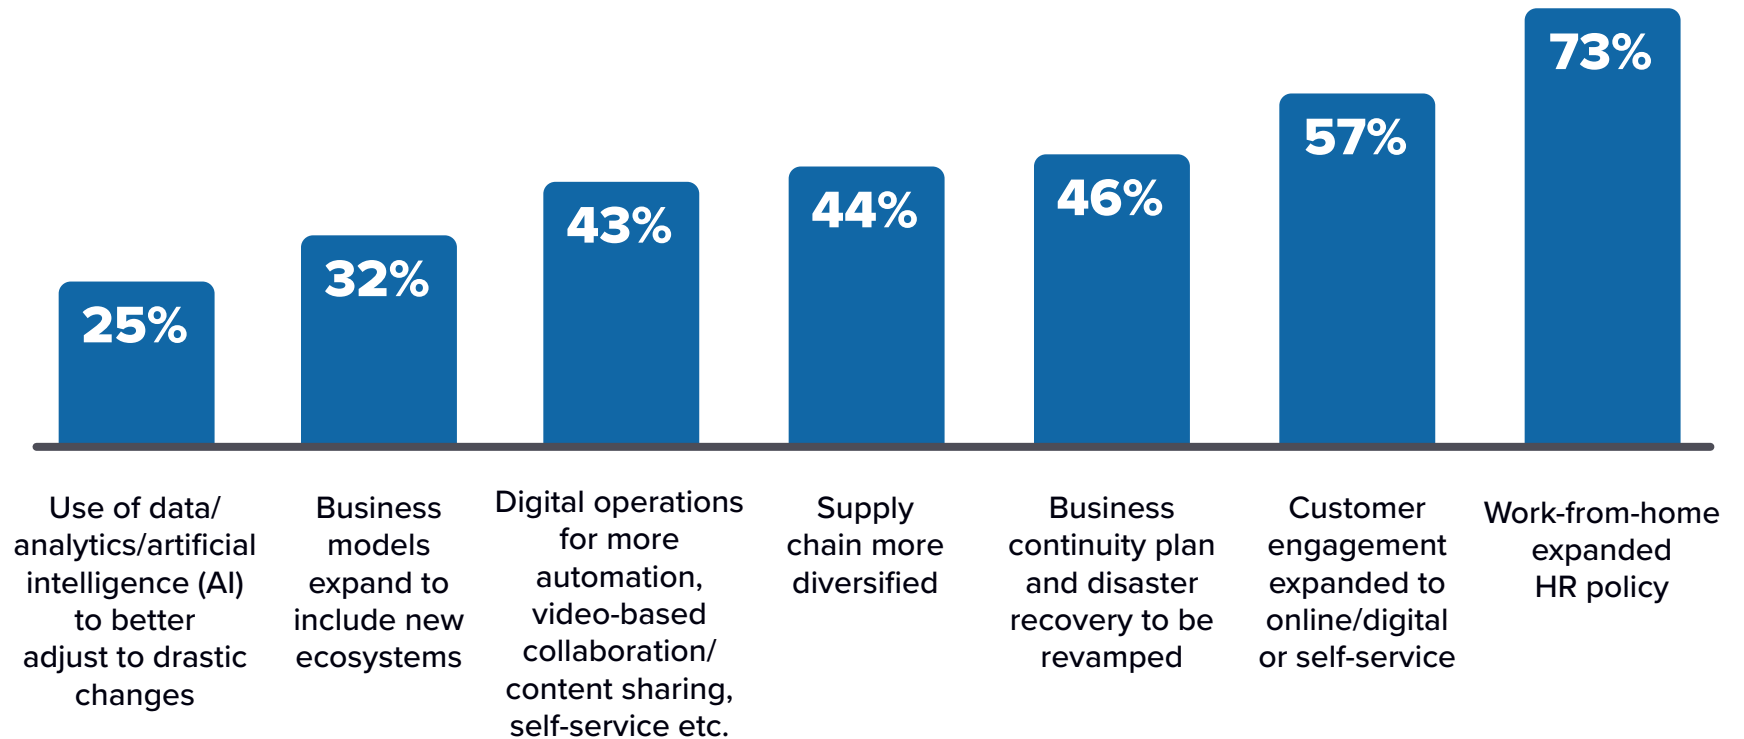 25%
32%
43%
44%
46%
57%
73%
Use of data/
analytics/artificial
intelligence (AI)
to better
adjust to drastic
changes
Business
models
expand to
include new
ecosystems
Digital operations
for more
automation,
video-based
collaboration/
content sharing,
self-service etc.
Supply
chain more
diversified
Business
continuity plan
and disaster
recovery to be
revamped
Customer
engagement
expanded to
online/digital
or self-service
Work-from-home
expanded
HR policy